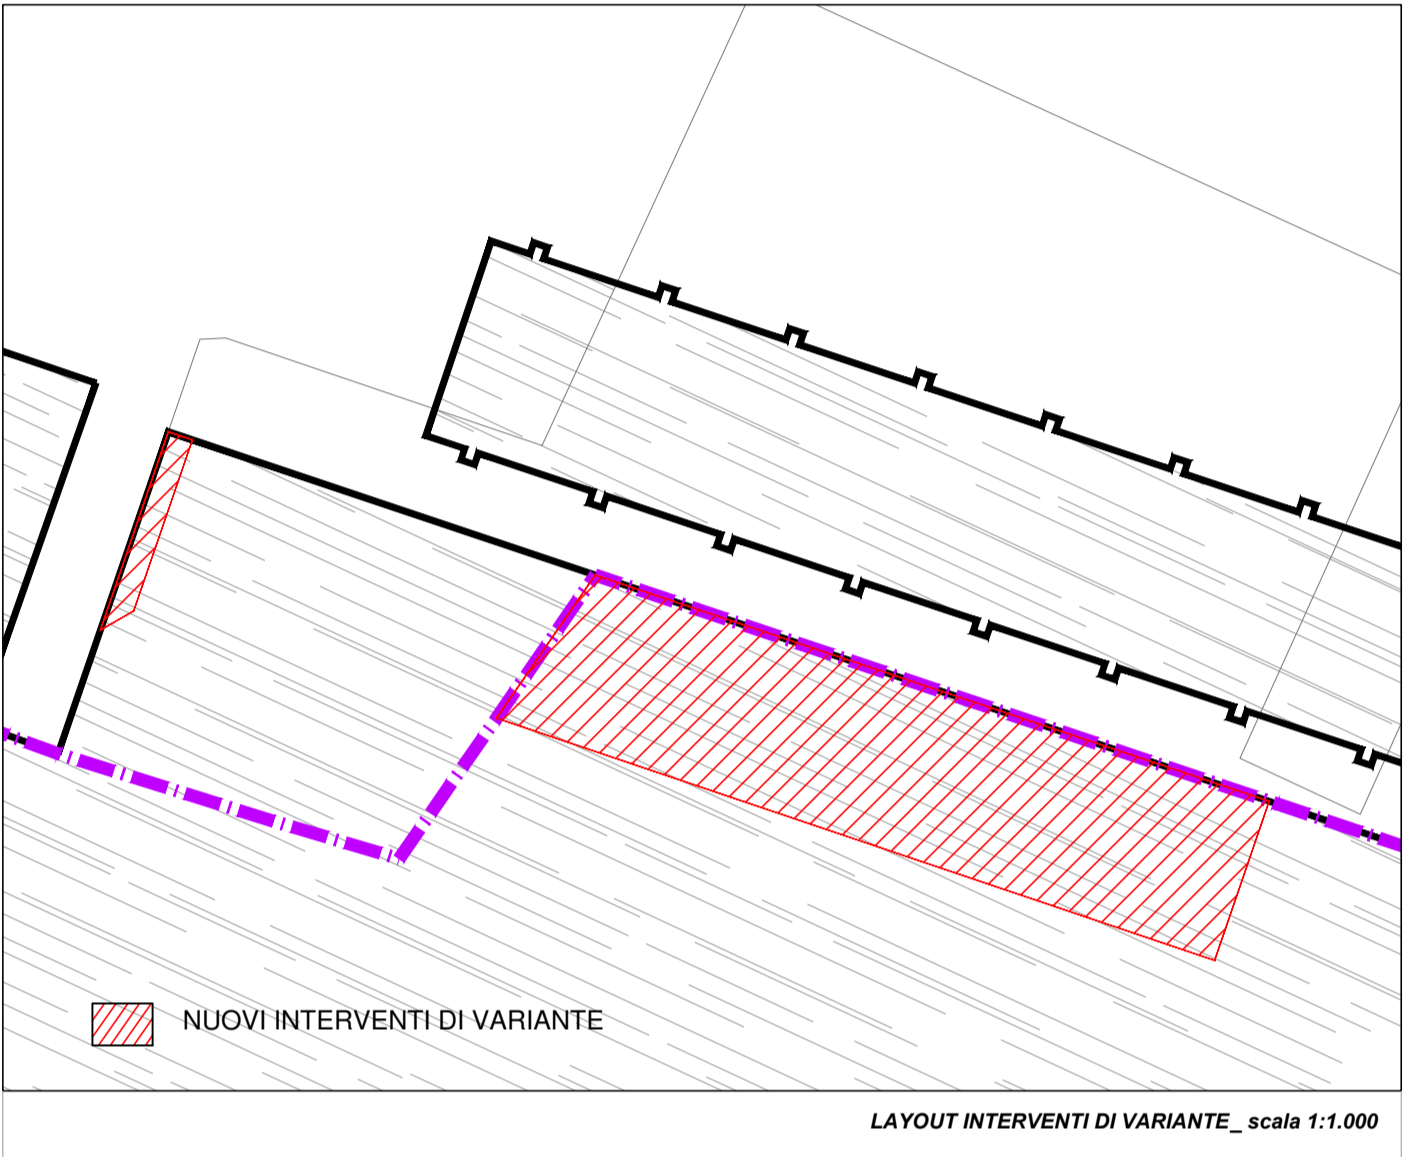 NUOVI INTERVENTI DI VARIANTE
LAYOUT INTERVENTI DI VARIANTE_ scala 1:1.000